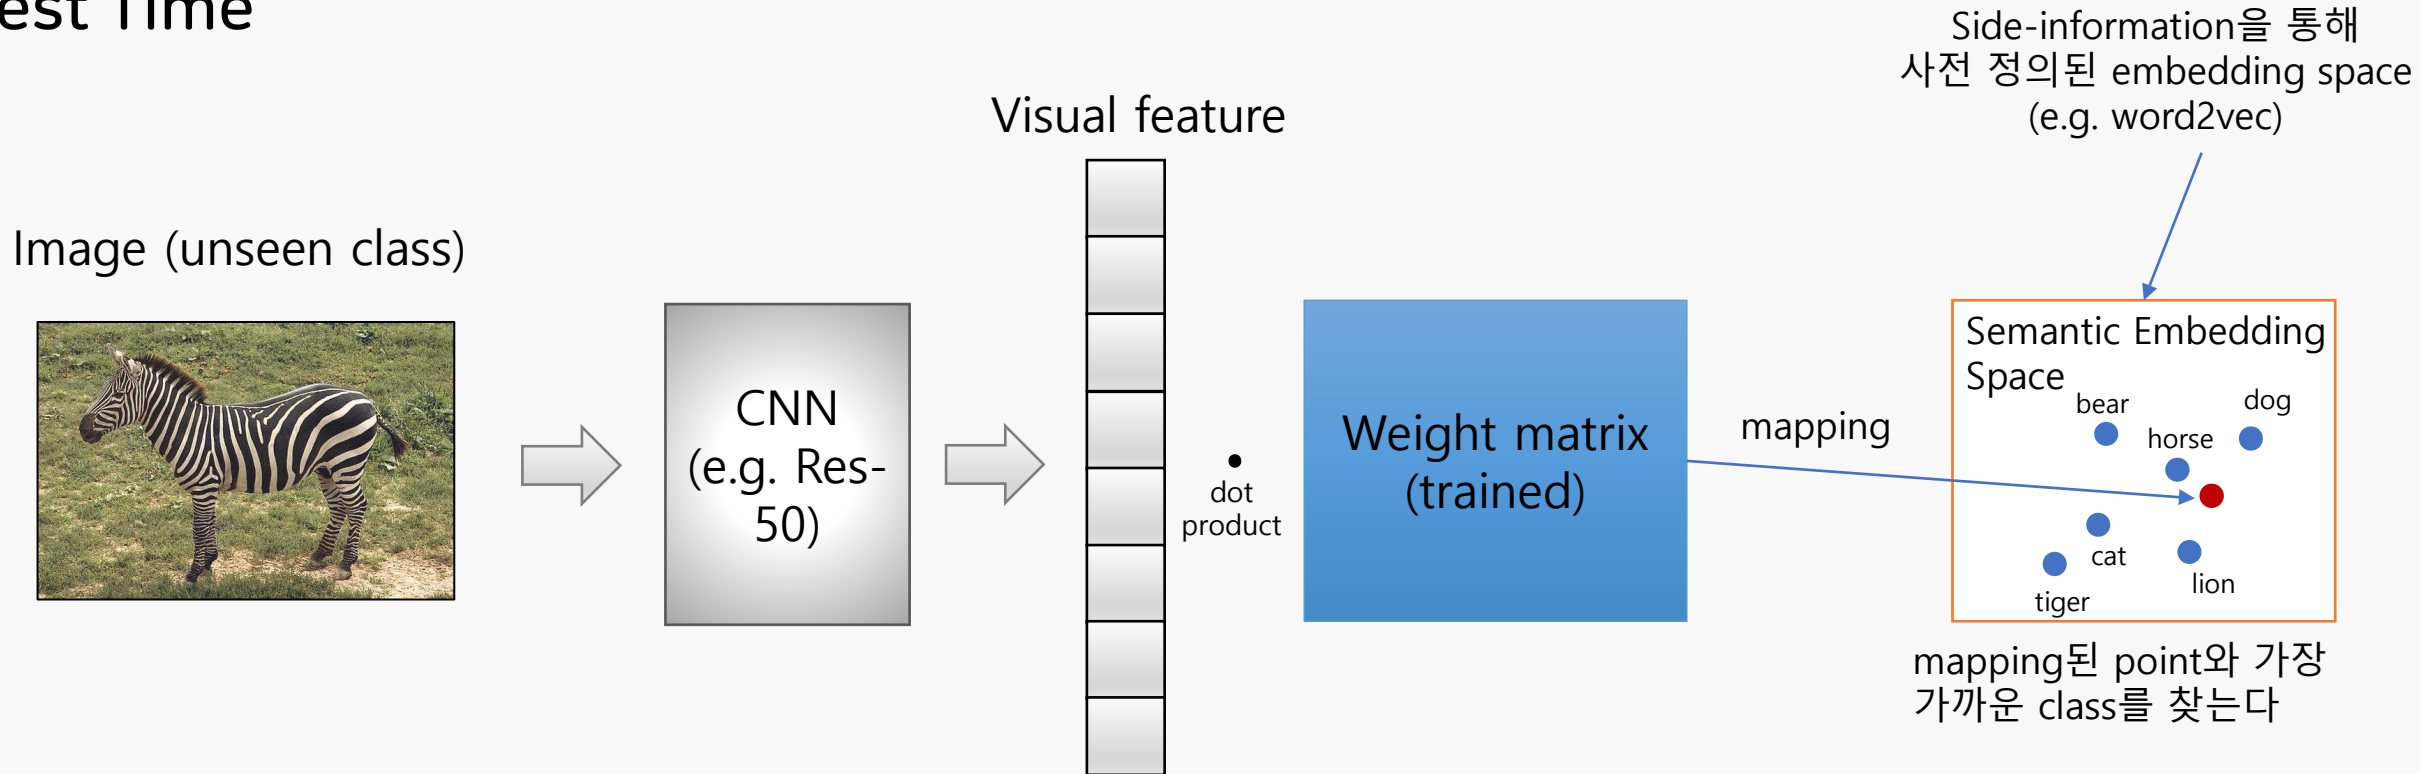 est Time
Side-information을 통해
사전 정의된 embedding space
(e.g. word2vec)
Visual feature
Image (unseen class)
CNN
(e.g. Res-
50)
dot
product
Weight matrix
(trained)
mapping
Semantic Embedding
Space
bear
dog
horse
cat
lion
tiger
mapping된 point와 가장
가까운 class를 찾는다